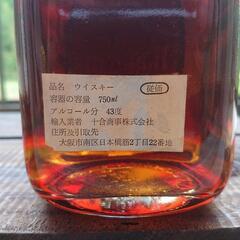 品名 ウイスキー 従価
容器の容量 750ml
アルコール分 43度
輸入業者 十合商事株式会社
住所及引取先
大阪市南区日本橋筋2丁目22番地